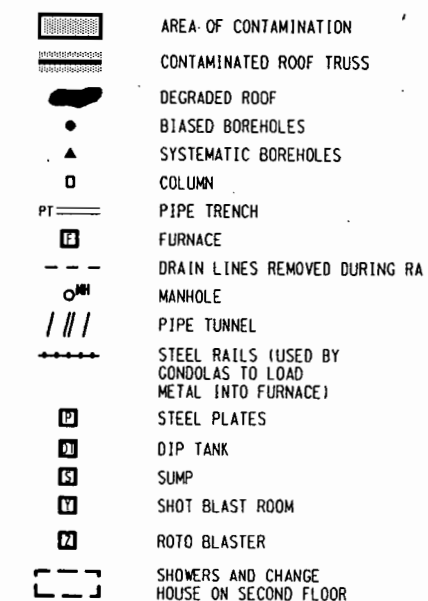 AREA OF CONTAMINATION
CONTAMINATED ROOF TRUSS
DEGRADED ROOF
BIASED BOREHOLES
SYSTEMATIC BOREHOLES
COLUMN
PT PIPE TRENCH
F FURNACE
DRAIN LINES REMOVED DURING RA
MH MANHOLE
PIPE TUNNEL
STEEL RAILS (USED BY
GONDOLAS TO LOAD
METAL INTO FURNACE)
P STEEL PLATES
DT DIP TANK
S SUMP
Y SHOT BLAST ROOM
Z ROTO BLASTER
SHOWERS AND CHANGE
HOUSE ON SECOND FLOOR